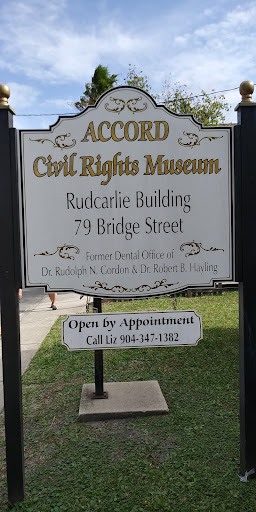 ACCORD
Civil Rights Museum
Rudcarlie Building
79 Bridge Street
Former Dental Office of
Dr. Rudolph N. Gordon & Dr. Robert B. Hayling
Open by Appointment
Call Liz 904-347-1382